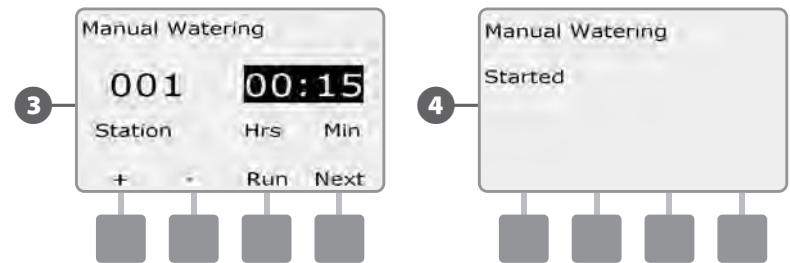 3
Manual Watering
001 00:15
Station Hrs Min
+ - Run Next
4
Manual Watering
Started